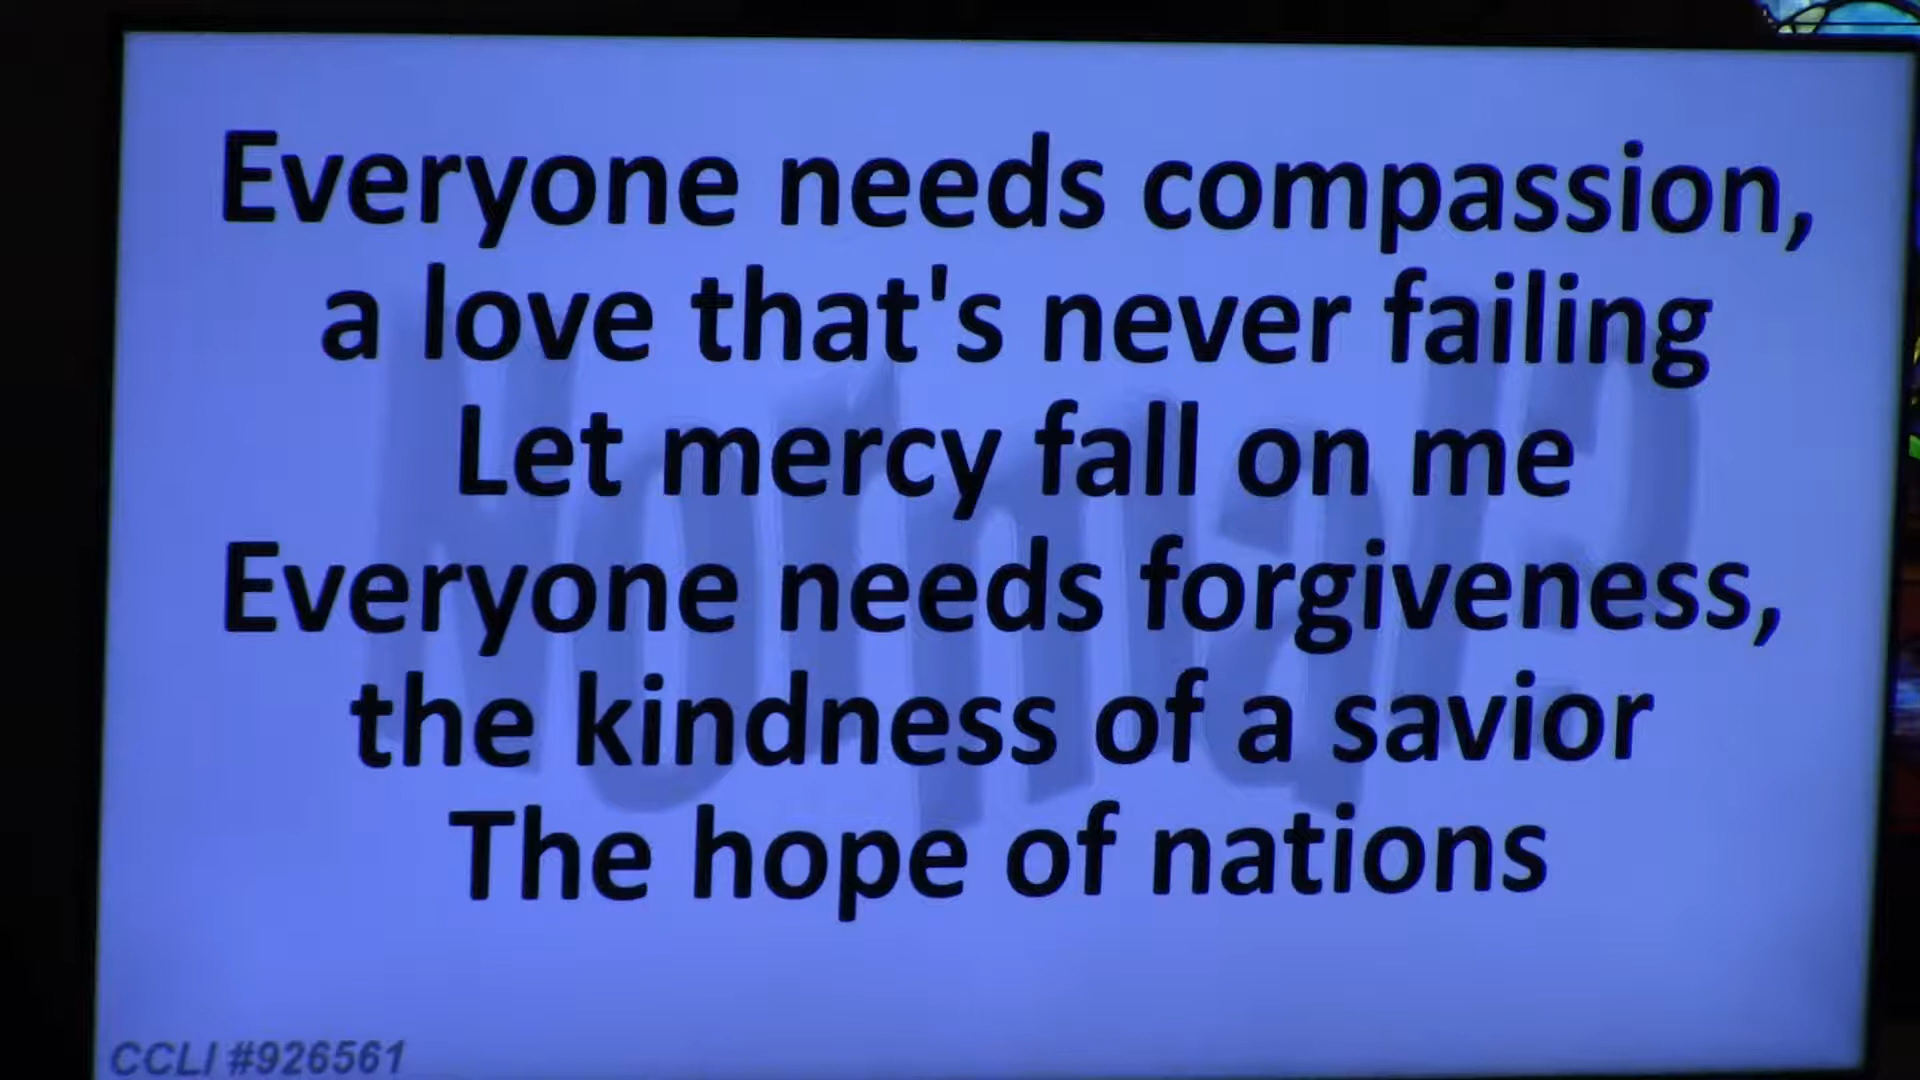 Everyone needs compassion,
a love that's never failing
Let mercy fall on me
Everyone needs forgiveness,
the kindness of a savior
The hope of nations
Normal?
CCLI #926561